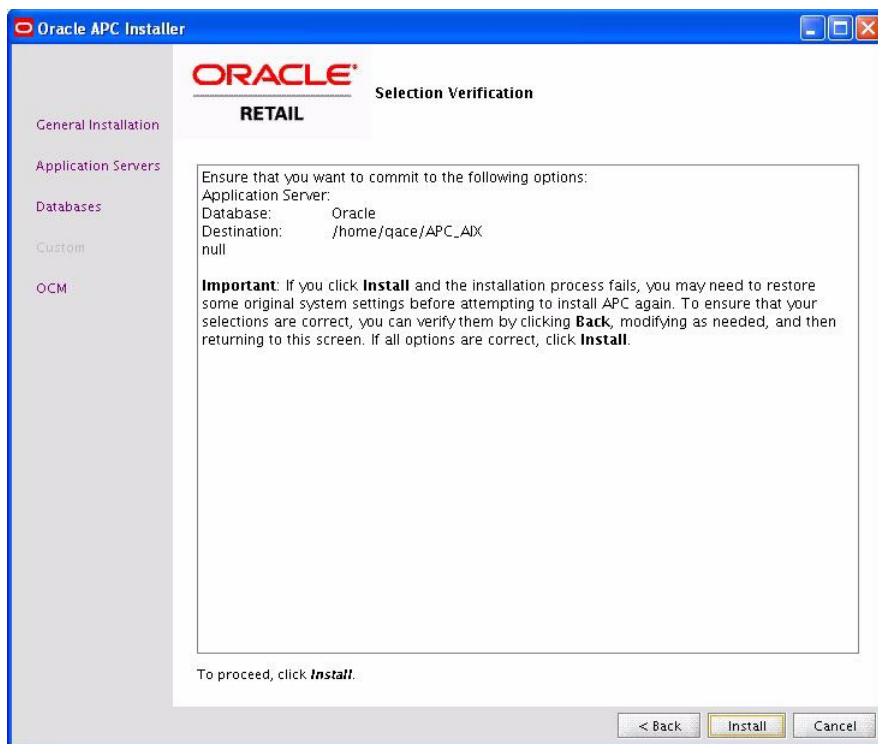 Oracle APC Installer
ORACLE
RETAIL
Selection Verification
General Installation
Application Servers
Databases
Custom
OCM
Ensure that you want to commit to the following options:
Application Server:
Database: Oracle
Destination: /home/qace/APC_AIX
null
Important: If you click Install and the installation process fails, you may need to restore
some original system settings before attempting to install APC again. To ensure that your
selections are correct, you can verify them by clicking Back, modifying as needed, and then
returning to this screen. If all options are correct, click Install.
To proceed, click Install.
< Back
Install
Cancel